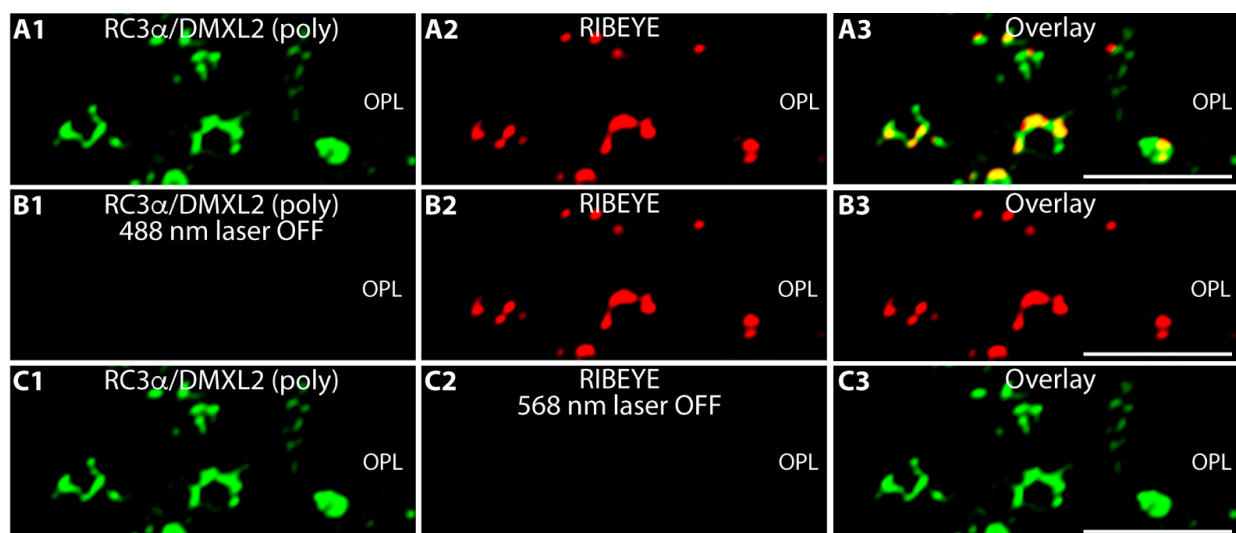 A1 RC3α/DMXL2 (poly)
OPL
A2 RIBEYE
OPL
A3 Overlay
OPL
B1 RC3α/DMXL2 (poly)
488 nm laser OFF
OPL
B2 RIBEYE
OPL
B3 Overlay
OPL
C1 RC3α/DMXL2 (poly)
OPL
C2 RIBEYE
568 nm laser OFF
OPL
C3 Overlay
OPL